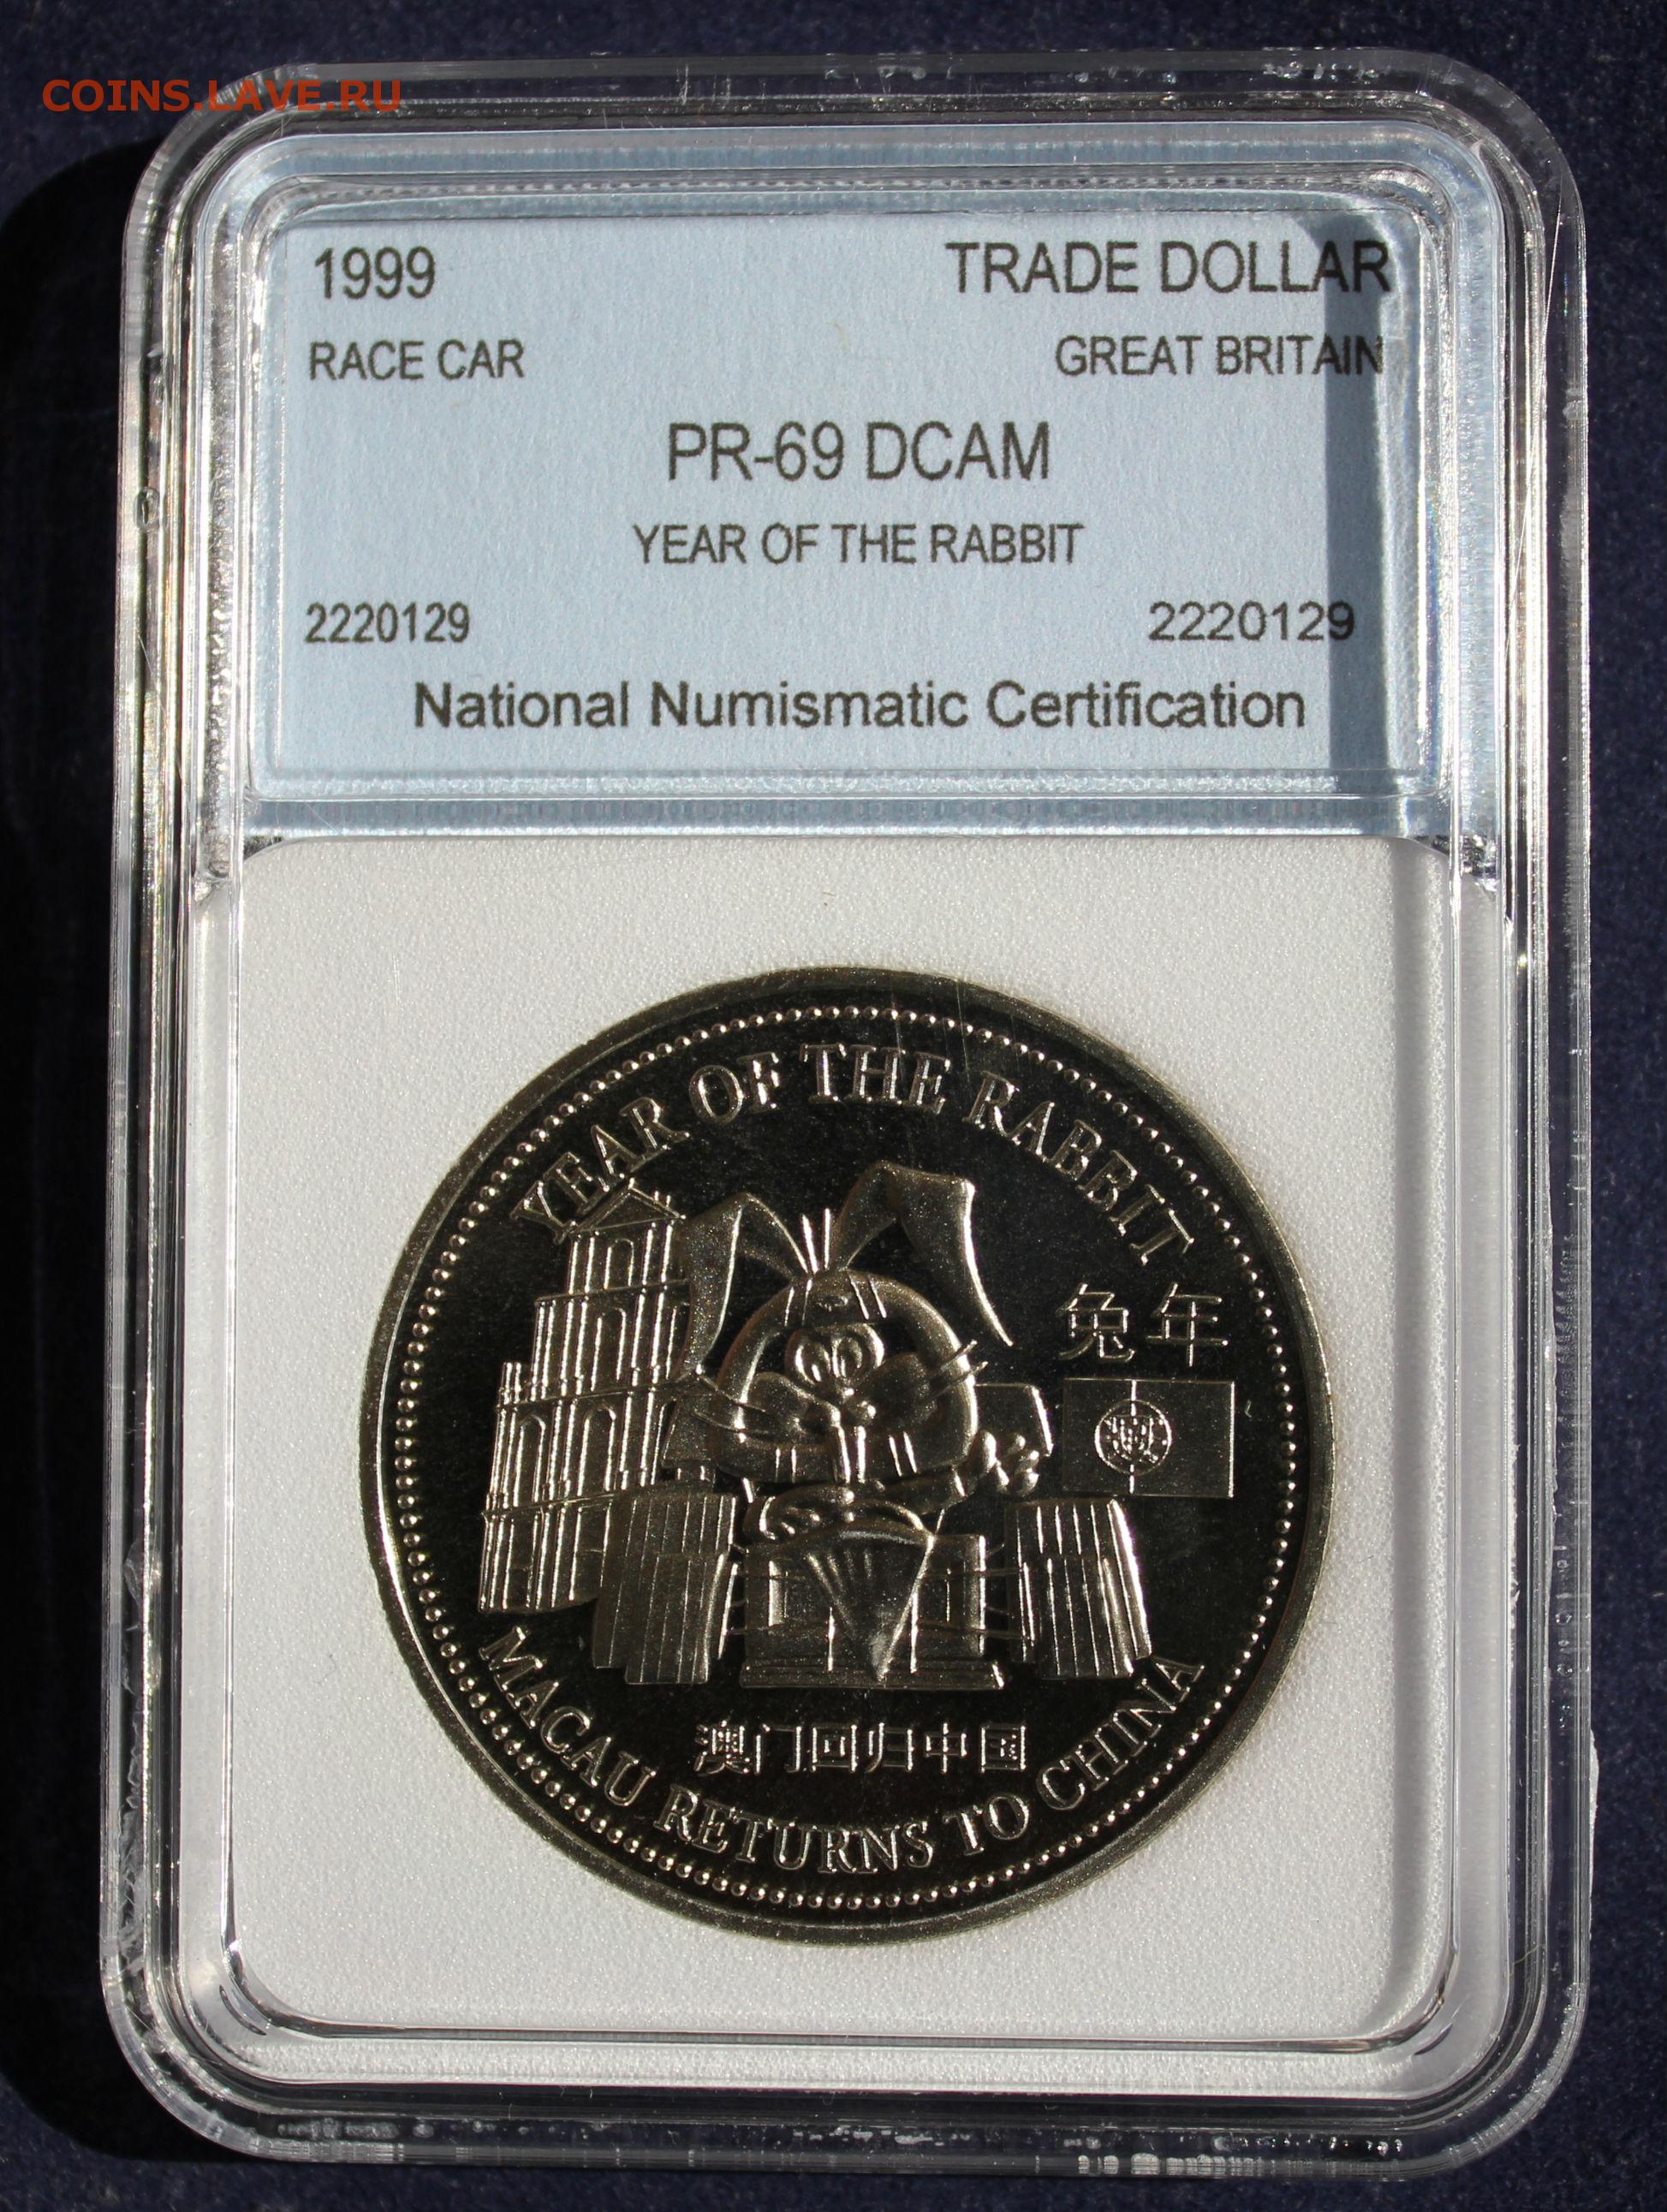 COINS.LAVE.RU
1999 TRADE DOLLAR
RACE CAR GREAT BRITAIN
PR-69 DCAM
YEAR OF THE RABBIT
2220129 2220129
National Numismatic Certification
YEAR OF THE RABBIT
兔年
澳门回归中国
MACAU RETURNS TO CHINA